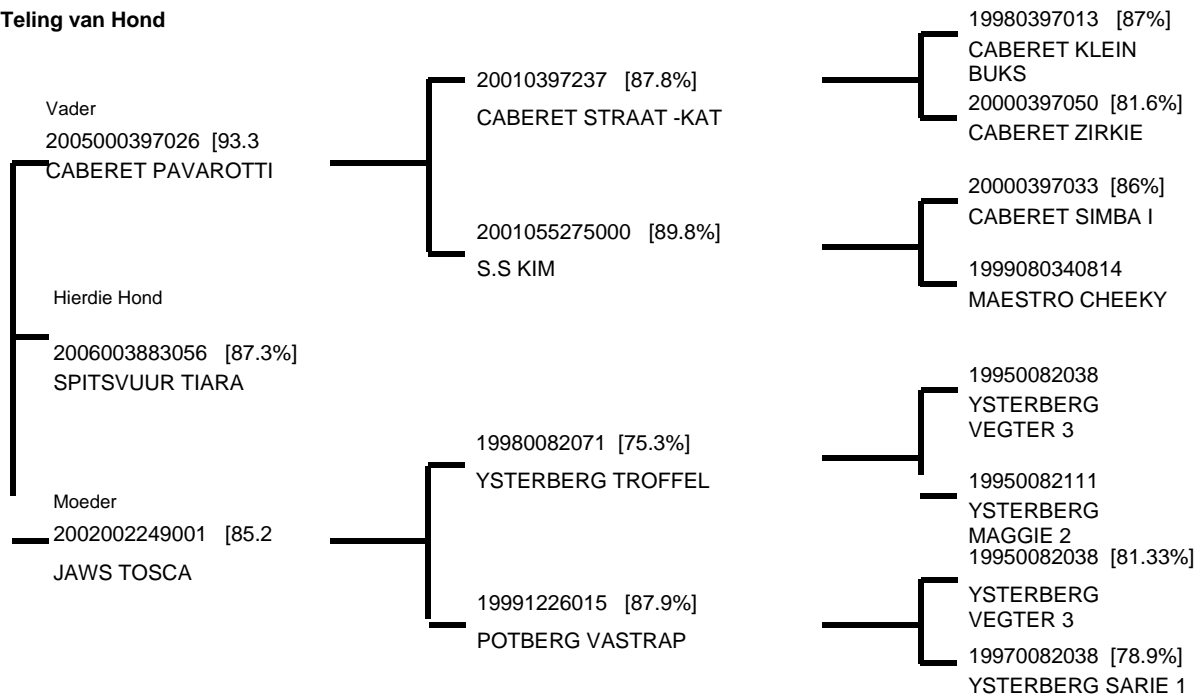 Teling van Hond
Vader
2005000397026 [93.3
CABERET PAVAROTTI
Hierdie Hond
2006003883056 [87.3%]
SPITSVUUR TIARA
Moeder
2002002249001 [85.2
JAWS TOSCA
20010397237 [87.8%]
CABERET STRAAT -KAT
2001055275000 [89.8%]
S.S KIM
19980082071 [75.3%]
YSTERBERG TROFFEL
19991226015 [87.9%]
POTBERG VASTRAP
19980397013 [87%]
CABERET KLEIN
BUKS
20000397050 [81.6%]
CABERET ZIRKIE
20000397033 [86%]
CABERET SIMBA I
1999080340814
MAESTRO CHEEKY
19950082038
YSTERBERG
VEGTER 3
19950082111
YSTERBERG
MAGGIE 2
19950082038 [81.33%]
YSTERBERG
VEGTER 3
19970082038 [78.9%]
YSTERBERG SARIE 1